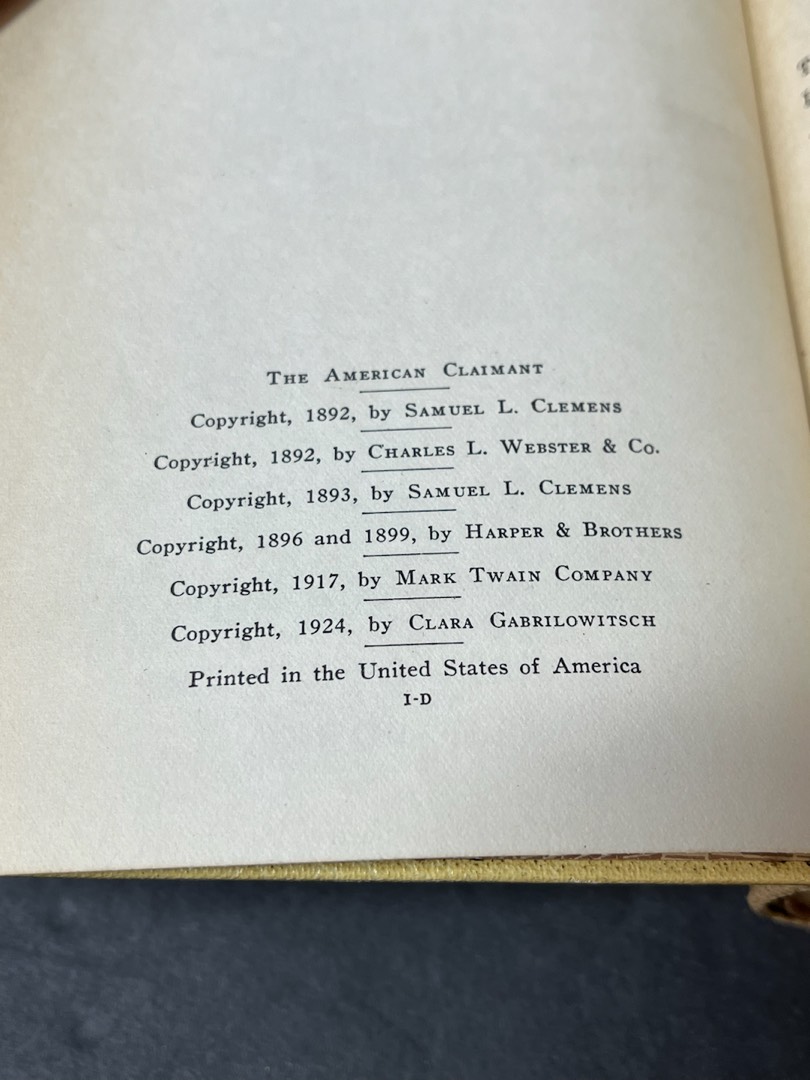 The American Claimant
Copyright, 1892, by Samuel L. Clemens
Copyright, 1892, by Charles L. Webster & Co.
Copyright, 1893, by Samuel L. Clemens
Copyright, 1896 and 1899, by Harper & Brothers
Copyright, 1917, by Mark Twain Company
Copyright, 1924, by Clara Gabrilowitsch
Printed in the United States of America
I-D